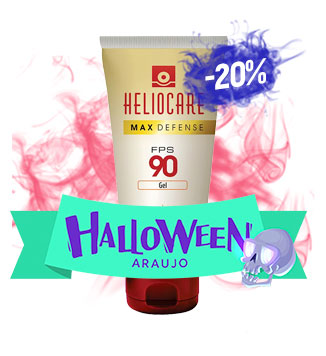 -20%
HELIOCARE
MAX DEFENSE
FPS
90
Gel
HALLOWEEN
ARAUJO